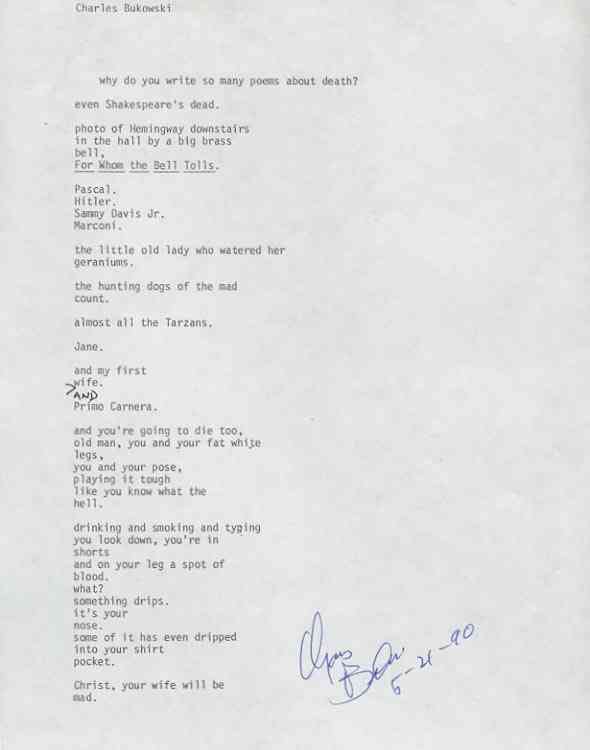 Charles Bukowski
why do you write so many poems about death?
even Shakespeare's dead.
photo of Hemingway downstairs
in the hall by a big brass
bell,
For Whom the Bell Tolls.
Pascal.
Hitler.
Sammy Davis Jr.
Marconi.
the little old lady who watered her
geraniums.
the hunting dogs of the mad
count.
almost all the Tarzans.
Jane.
and my first
wife.
AND
Primo Carnera.
and you're going to die too,
old man, you and your fat white
legs,
you and your pose,
playing it tough
like you know what the
hell.
drinking and smoking and typing
you look down, you're in
shorts
and on your leg a spot of
blood.
what?
something drips.
it's your
nose.
some of it has even dripped
into your shirt
pocket.
Christ, your wife will be
mad.
5-21-90